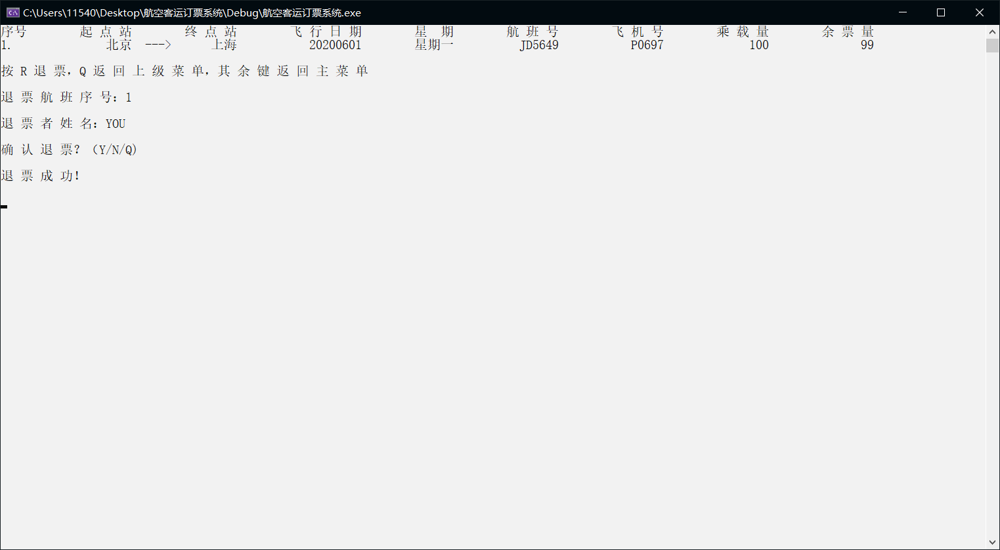 C:\Users\11540\Desktop\航空客运订票系统\Debug\航空客运订票系统.exe
序号 起 点 站 终 点 站 飞 行 日 期 星 期 航 班 号 飞 机 号 乘 载 量 余 票 量
1. 北京 ---> 上海 20200601 星期一 JD5649 P0697 100 99
按 R 退 票，Q 返 回 上 级 菜 单，其 余 键 返 回 主 菜 单
退 票 航 班 序 号：1
退 票 者 姓 名：YOU
确 认 退 票？（Y/N/Q)
退 票 成 功！